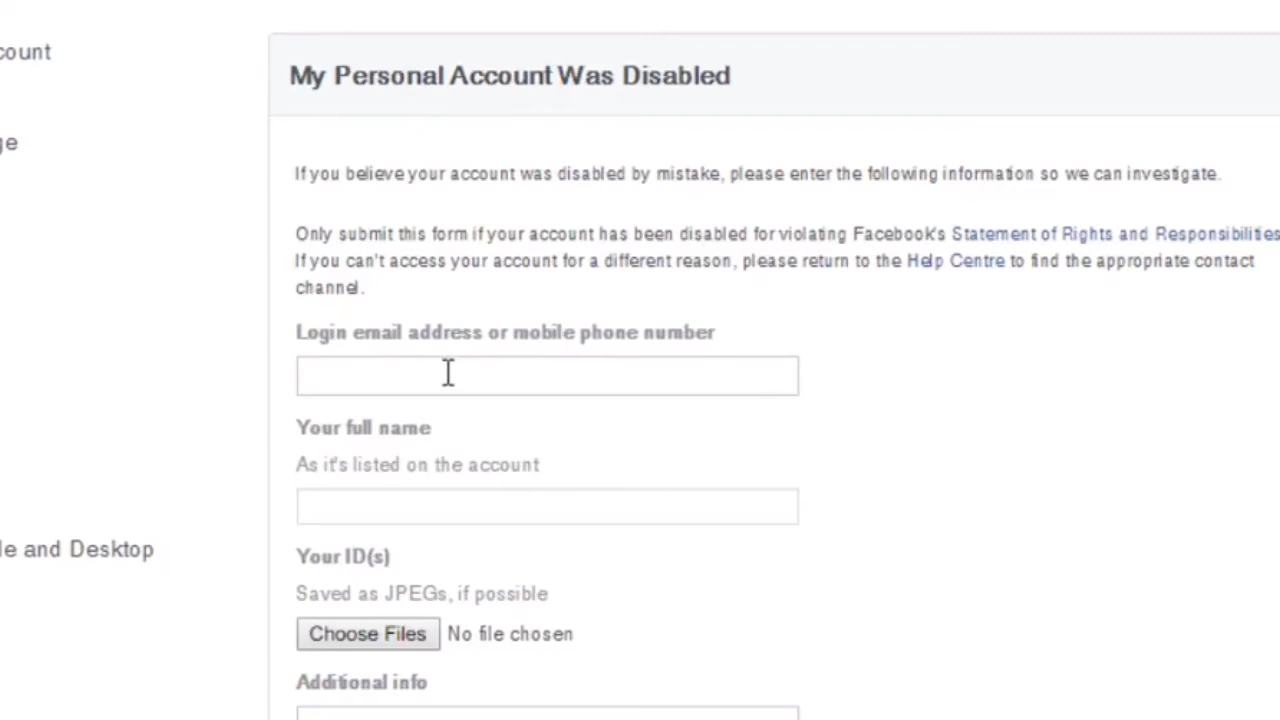 count
My Personal Account Was Disabled
ge
If you believe your account was disabled by mistake, please enter the following information so we can investigate.
Only submit this form if your account has been disabled for violating Facebook's Statement of Rights and Responsibilities
If you can't access your account for a different reason, please return to the Help Centre to find the appropriate contact
channel.
Login email address or mobile phone number
Your full name
As it's listed on the account
le and Desktop
Your ID(s)
Saved as JPEGs, if possible
Choose Files No file chosen
Additional info